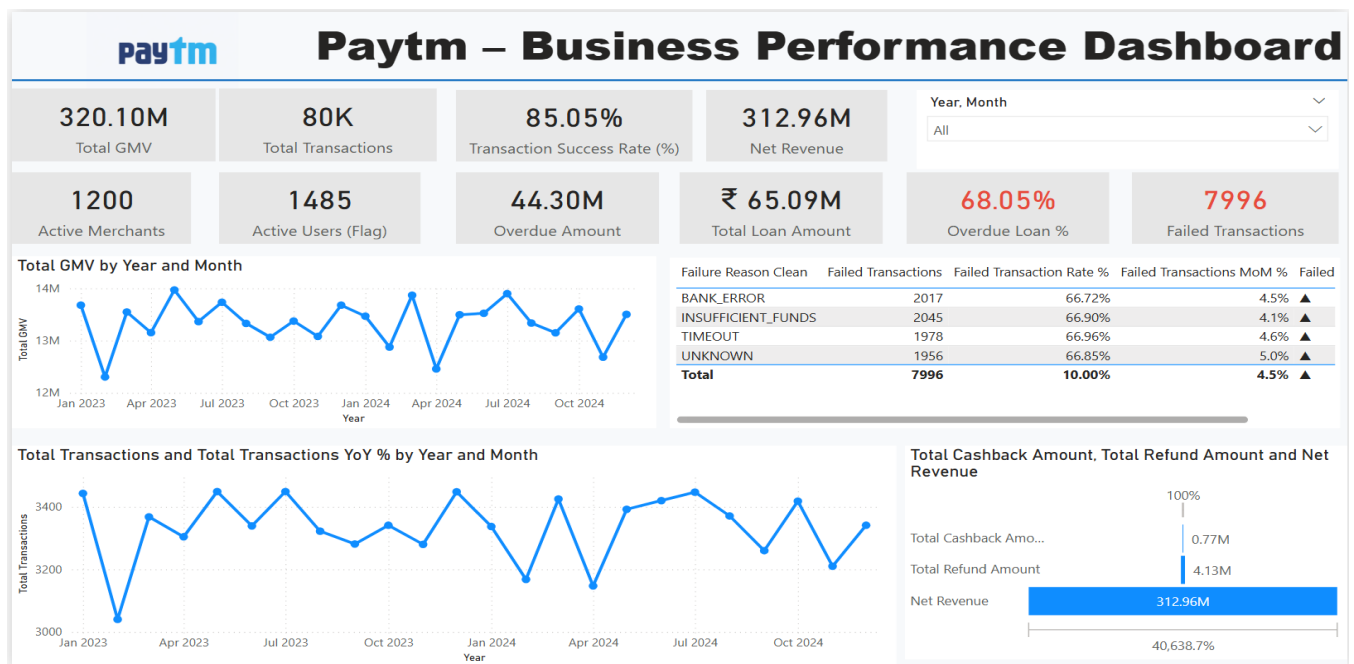 paytm
Paytm – Business Performance Dashboard
320.10M
Total GMV
80K
Total Transactions
85.05%
Transaction Success Rate (%)
312.96M
Net Revenue
Year, Month
All
1200
Active Merchants
1485
Active Users (Flag)
44.30M
Overdue Amount
₹ 65.09M
Total Loan Amount
68.05%
Overdue Loan %
7996
Failed Transactions
Total GMV by Year and Month
14M
13M
12M
Total GMV
Jan 2023 Apr 2023 Jul 2023 Oct 2023 Jan 2024 Apr 2024 Jul 2024 Oct 2024
Year
Failure Reason Clean Failed Transactions Failed Transaction Rate % Failed Transactions MoM % Failed
BANK_ERROR 2017 66.72% 4.5% ▲
INSUFFICIENT_FUNDS 2045 66.90% 4.1% ▲
TIMEOUT 1978 66.96% 4.6% ▲
UNKNOWN 1956 66.85% 5.0% ▲
Total 7996 10.00% 4.5% ▲
Total Transactions and Total Transactions YoY % by Year and Month
3400
3200
3000
Total Transactions
Jan 2023 Apr 2023 Jul 2023 Oct 2023 Jan 2024 Apr 2024 Jul 2024 Oct 2024
Year
Total Cashback Amount, Total Refund Amount and Net
Revenue
100%
Total Cashback Amo... 0.77M
Total Refund Amount 4.13M
Net Revenue 312.96M
40,638.7%